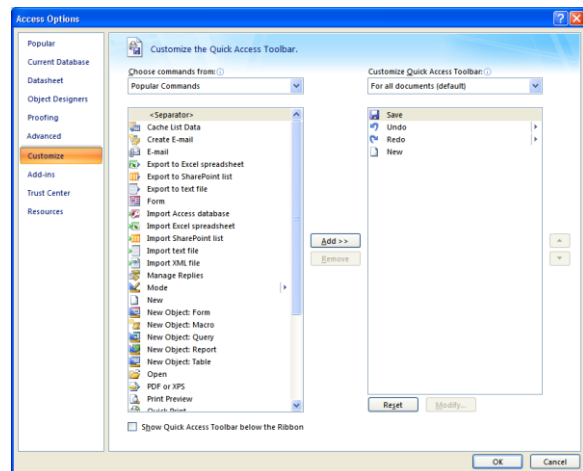 Access Options
Popular
Current Database
Datasheet
Object Designers
Proofing
Advanced
Customize
Add-ins
Trust Center
Resources
Customize the Quick Access Toolbar.
Choose commands from:
Popular Commands
<Separator>
Cache List Data
Create E-mail
E-mail
Export to Excel spreadsheet
Export to SharePoint list
Export to text file
Form
Import Access database
Import Excel spreadsheet
Import SharePoint list
Import text file
Import XML file
Manage Replies
Mode
New
New Object: Form
New Object: Macro
New Object: Query
New Object: Report
New Object: Table
Open
PDF or XPS
Print Preview
Quick Print
Show Quick Access Toolbar below the Ribbon
Add >>
Remove
Customize Quick Access Toolbar:
For all documents (default)
Save
Undo
Redo
New
Reset
Modify...
OK
Cancel